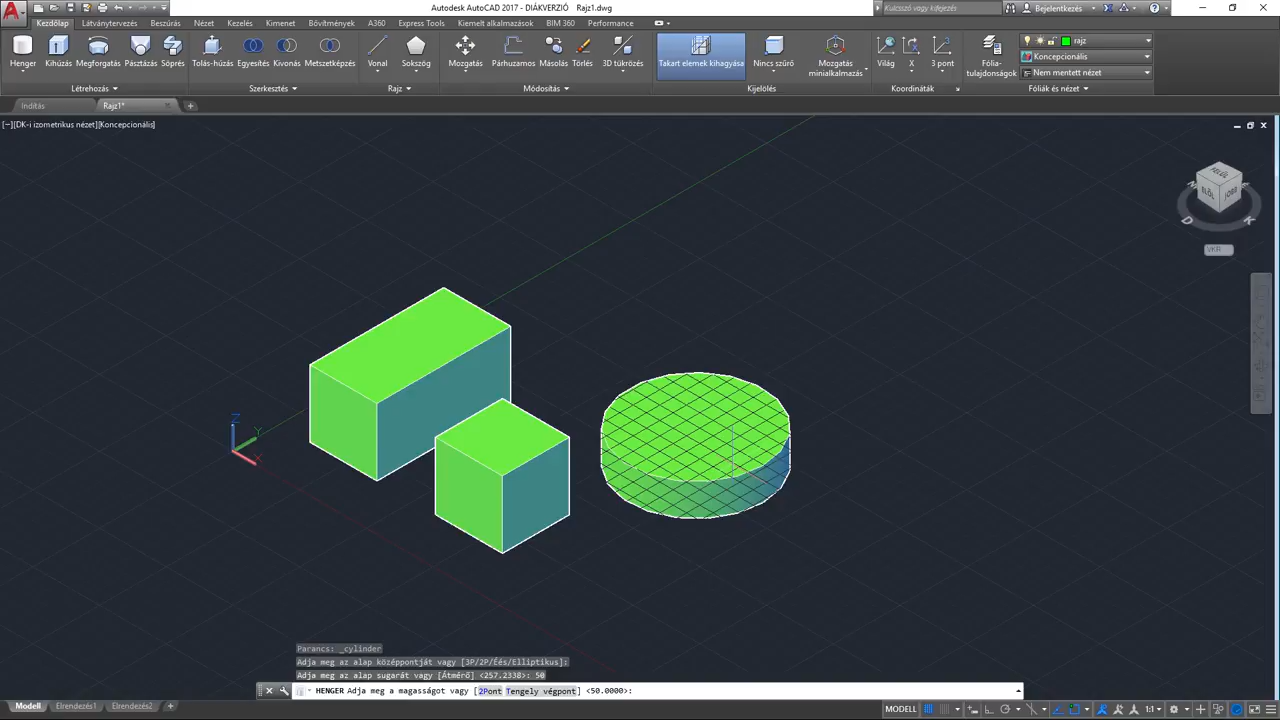 Autodesk AutoCAD 2017 - DIÁKVERZIÓ Rajz1.dwg
Kulcsszó vagy kifejezés
Bejelentkezés
Kezdőlap Látványtervezés Beszúrás Nézet Kezelés Kimenet Bővítmények A360 Express Tools Kiemelt alkalmazások BIM 360 Performance
rajz
Koncepcionális
Nem mentett nézet
Henger Kihúzás Megforgatás Pásztázás Söprés Tolás-húzás Egyesítés Kivonás Metszetképzés Vonal Sokszög Mozgatás Párhuzamos Másolás Törlés 3D tükrözés Takart elemek kihagyása Nincs szűrő Mozgatás minialkalmazás Világ X 3 pont Fólia-tulajdonságok
Létrehozás Szerkesztés Rajz Módosítás Kijelölés Koordináták Fóliák és nézet
Indítás Rajz1*
[−][DK-i izometrikus nézet][Koncepcionális]
FELÜL
ELÖL JOBB
D K
VKR
Z
Y
X
Parancs: _cylinder
Adja meg az alap középpontját vagy [3P/2P/Éés/Elliptikus]:
Adja meg az alap sugarát vagy [Átmérő] <257.2338>: 50
HENGER Adja meg a magasságot vagy [2Pont Tengely végpont] <50.0000>:
Modell Elrendezés1 Elrendezés2 +
MODELL 1:1